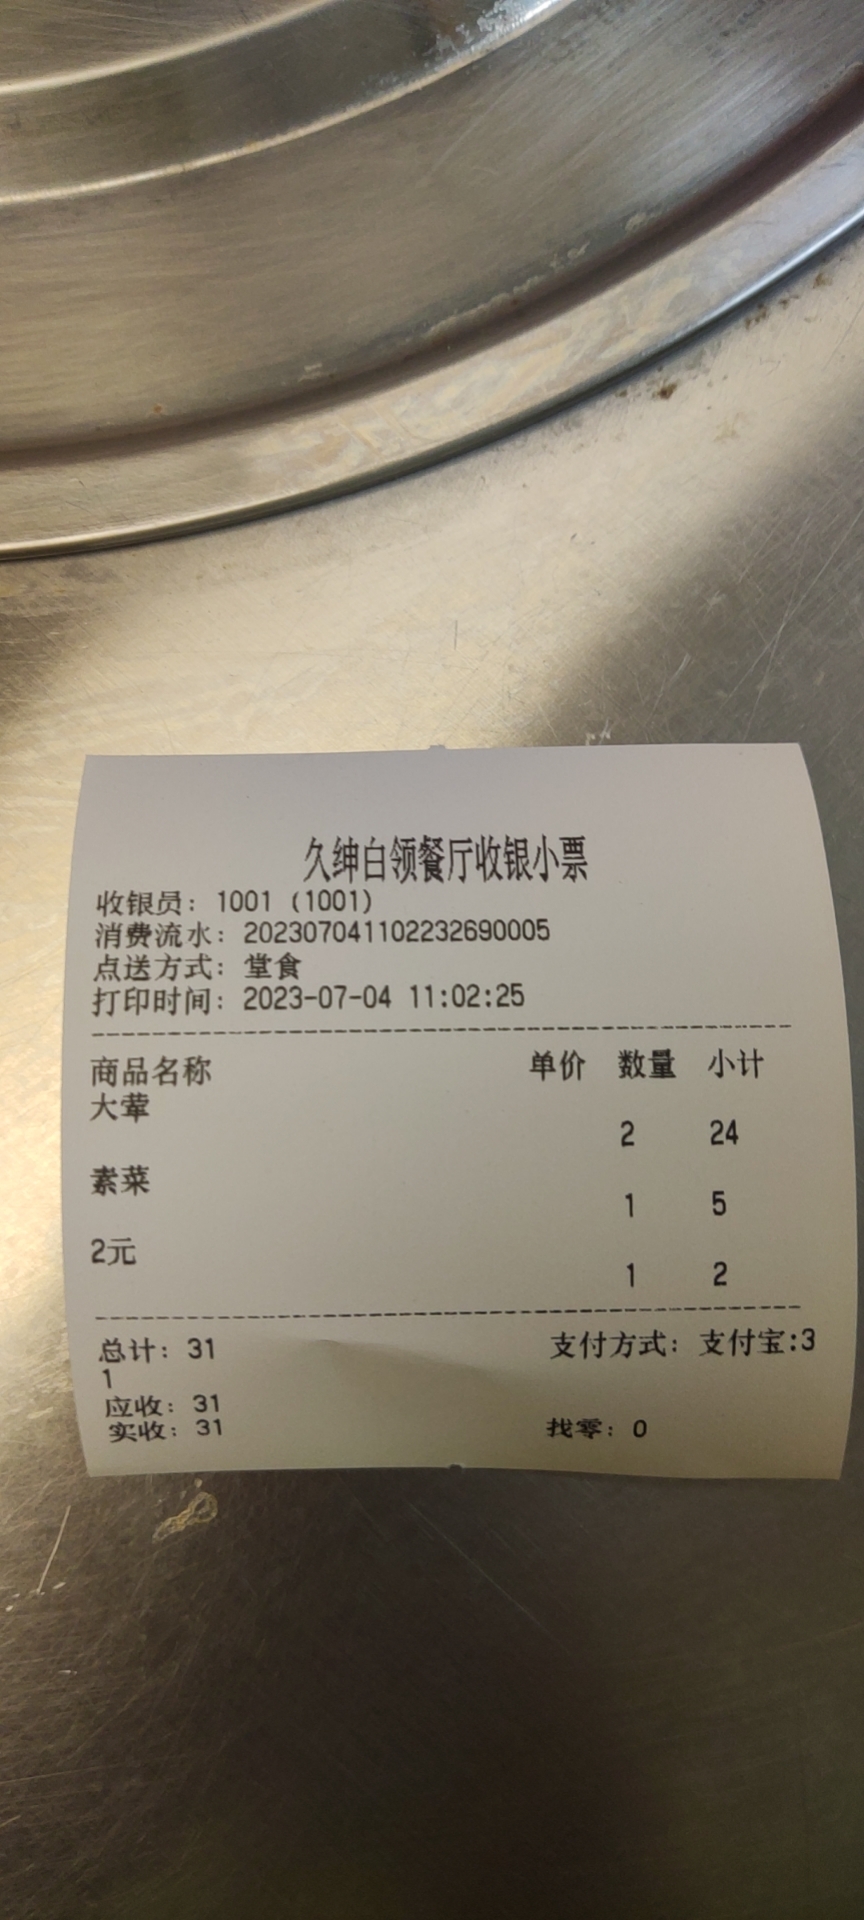 久绅白领餐厅收银小票
收银员: 1001 (1001)
消费流水: 202307041102232690005
点送方式: 堂食
打印时间: 2023-07-04 11:02:25
商品名称 单价 数量 小计
大荤
2 24
素菜
1 5
2元
1 2
总计: 31 支付方式: 支付宝:3
1
应收: 31
实收: 31 找零: 0